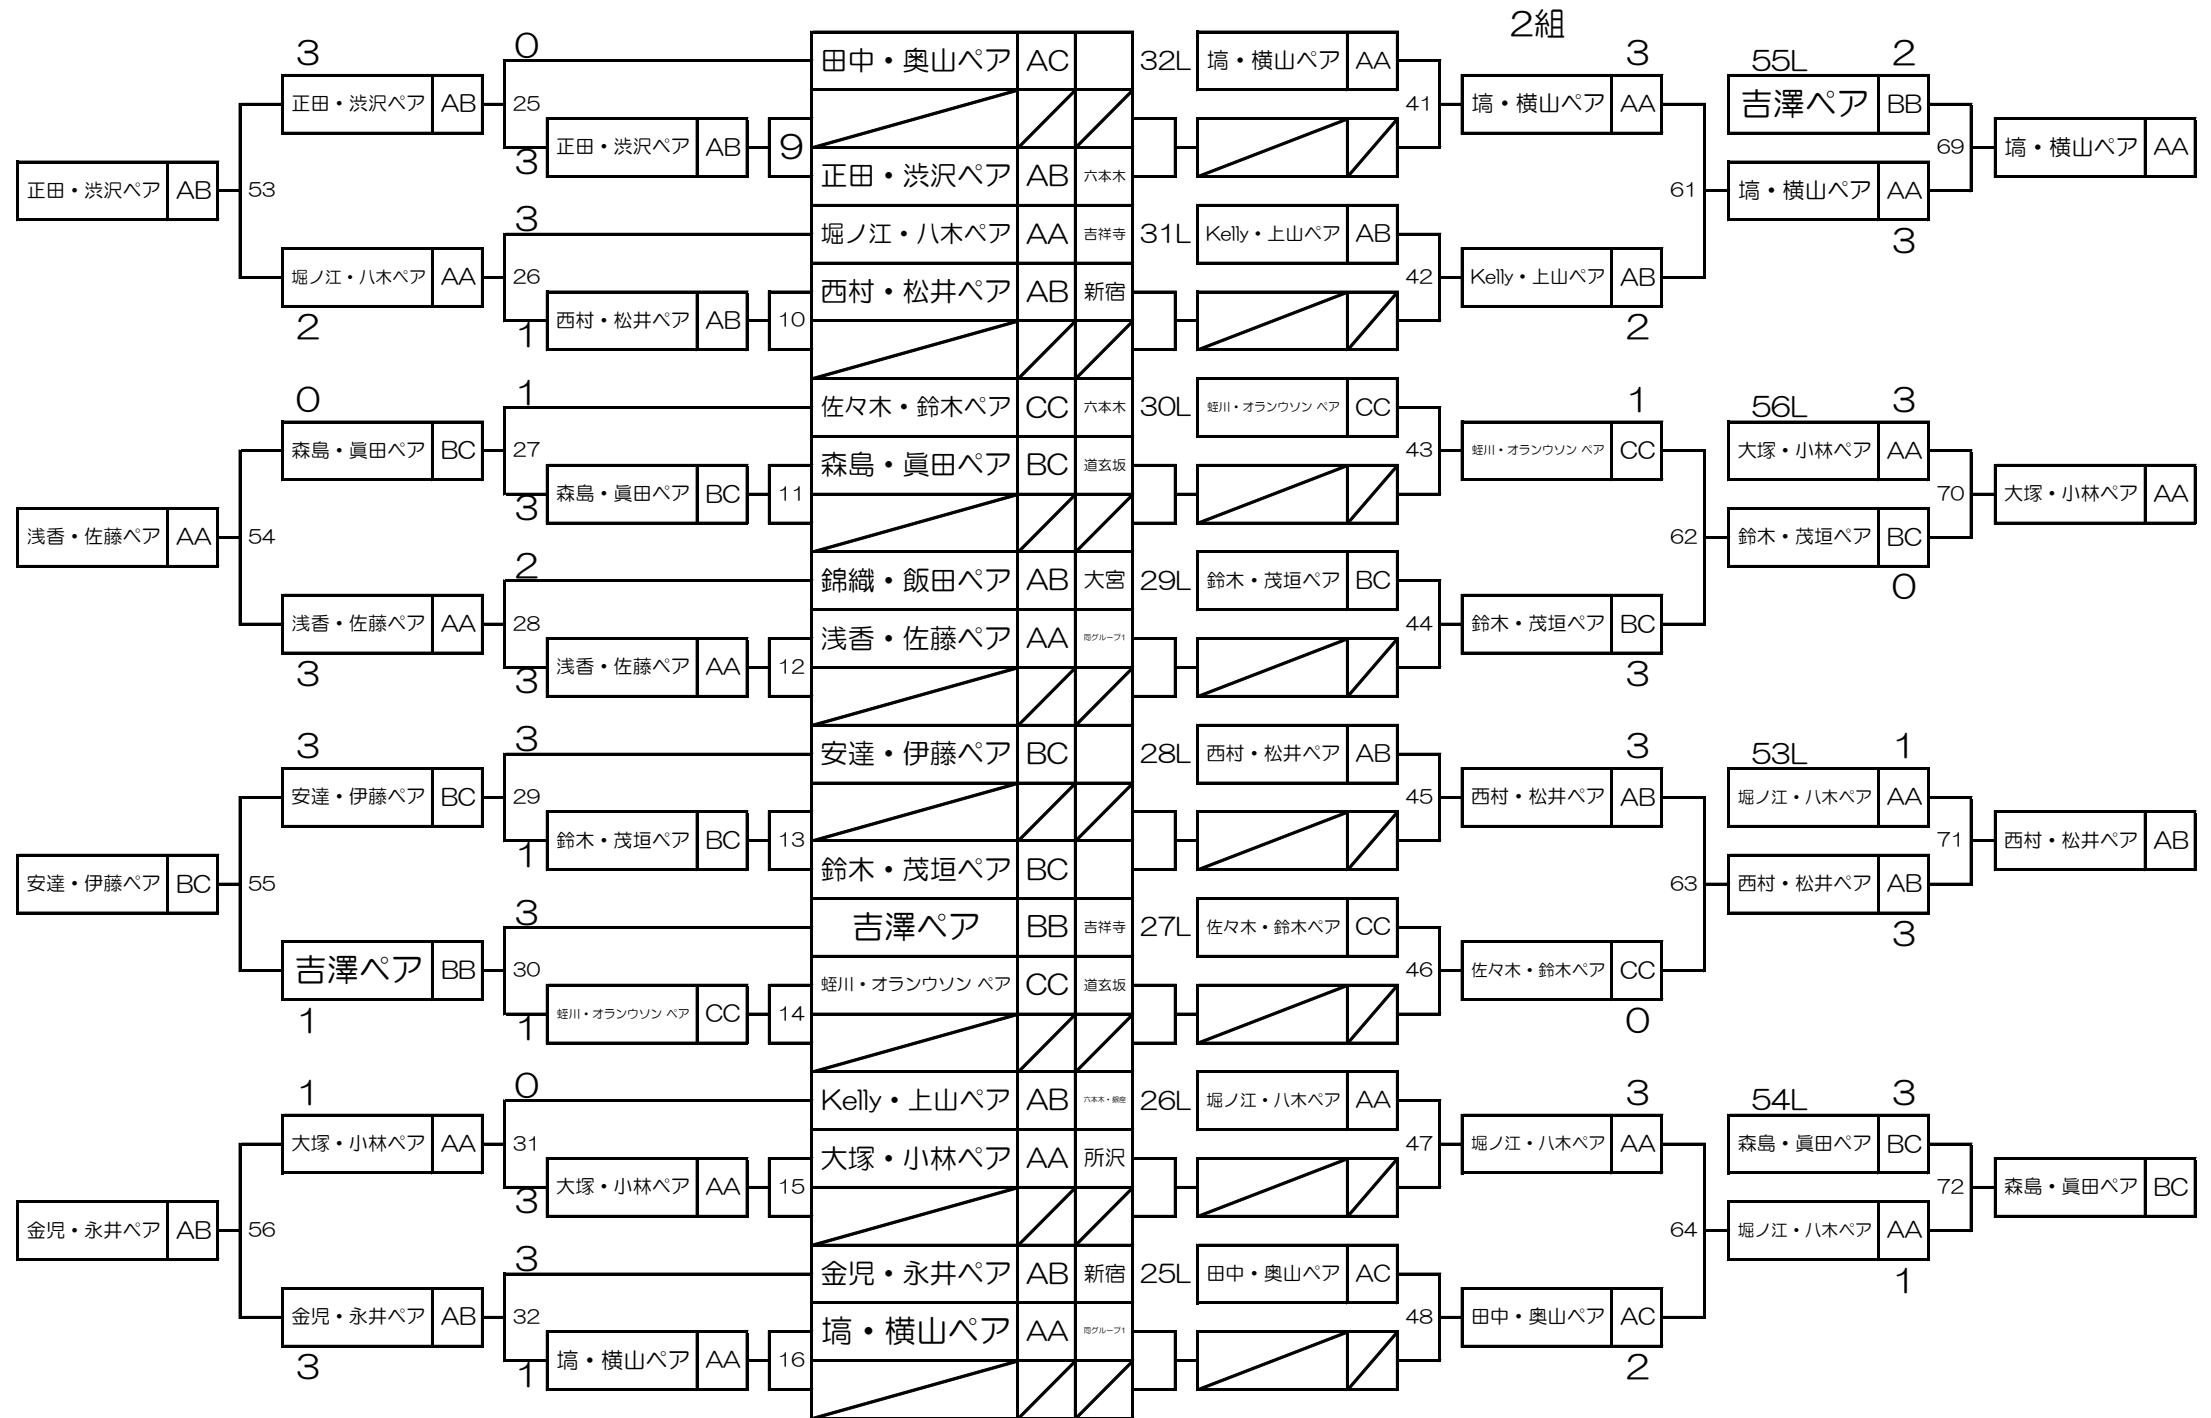 2組
3
0
田中・奥山ペア AC
32L 塙・横山ペア AA
3
55L 2
正田・渋沢ペア AB
25
41
塙・横山ペア AA
吉澤ペア BB
3
正田・渋沢ペア AB
9
69
塙・横山ペア AA
正田・渋沢ペア AB
53
正田・渋沢ペア AB 六本木
61
塙・横山ペア AA
3
堀ノ江・八木ペア AA 吉祥寺
31L Kelly・上山ペア AB
3
堀ノ江・八木ペア AA
26
西村・松井ペア AB 新宿
42
Kelly・上山ペア AB
2
1
西村・松井ペア AB
10
2
0
1
佐々木・鈴木ペア CC 六本木
30L 蛭川・オランウソン ペア CC
1
56L 3
森島・眞田ペア BC
27
森島・眞田ペア BC 道玄坂
43
蛭川・オランウソン ペア CC
大塚・小林ペア AA
3
森島・眞田ペア BC
11
70
大塚・小林ペア AA
浅香・佐藤ペア AA
54
62
鈴木・茂垣ペア BC
2
錦織・飯田ペア AB 大宮
29L 鈴木・茂垣ペア BC
0
浅香・佐藤ペア AA
28
浅香・佐藤ペア AA 両グループ1
44
鈴木・茂垣ペア BC
3
3
浅香・佐藤ペア AA
12
3
3
3
安達・伊藤ペア BC
28L 西村・松井ペア AB
3
53L 1
安達・伊藤ペア BC
29
45
西村・松井ペア AB
堀ノ江・八木ペア AA
1
鈴木・茂垣ペア BC
13
71
西村・松井ペア AB
安達・伊藤ペア BC
55
鈴木・茂垣ペア BC
63
西村・松井ペア AB
3
吉澤ペア BB 吉祥寺
27L 佐々木・鈴木ペア CC
3
吉澤ペア BB
30
蛭川・オランウソン ペア CC 道玄坂
46
佐々木・鈴木ペア CC
1
1
蛭川・オランウソン ペア CC
14
0
1
0
Kelly・上山ペア AB 六本木・銀座
26L 堀ノ江・八木ペア AA
3
54L 3
大塚・小林ペア AA
31
大塚・小林ペア AA 所沢
47
堀ノ江・八木ペア AA
森島・眞田ペア BC
3
大塚・小林ペア AA
15
72
森島・眞田ペア BC
金児・永井ペア AB
56
64
堀ノ江・八木ペア AA
3
金児・永井ペア AB 新宿
25L 田中・奥山ペア AC
1
金児・永井ペア AB
32
塙・横山ペア AA 両グループ1
48
田中・奥山ペア AC
3
1
塙・横山ペア AA
16
2